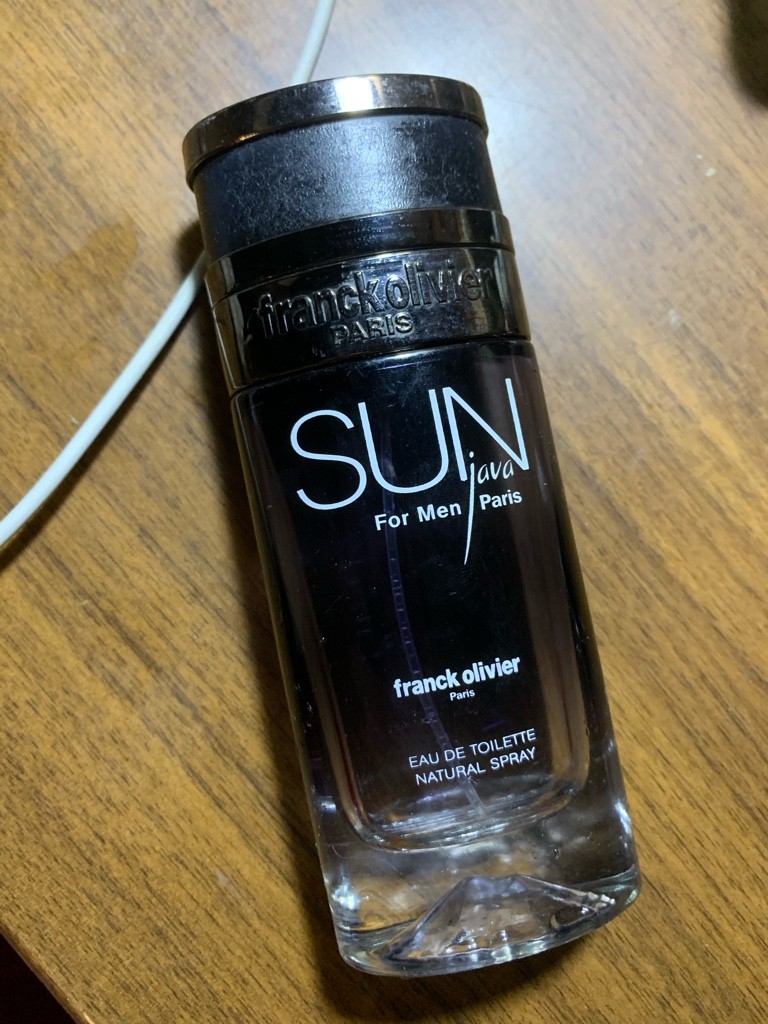 franck olivier
PARIS
SUN
java
For Men Paris
franck olivier
Paris
EAU DE TOILETTE
NATURAL SPRAY